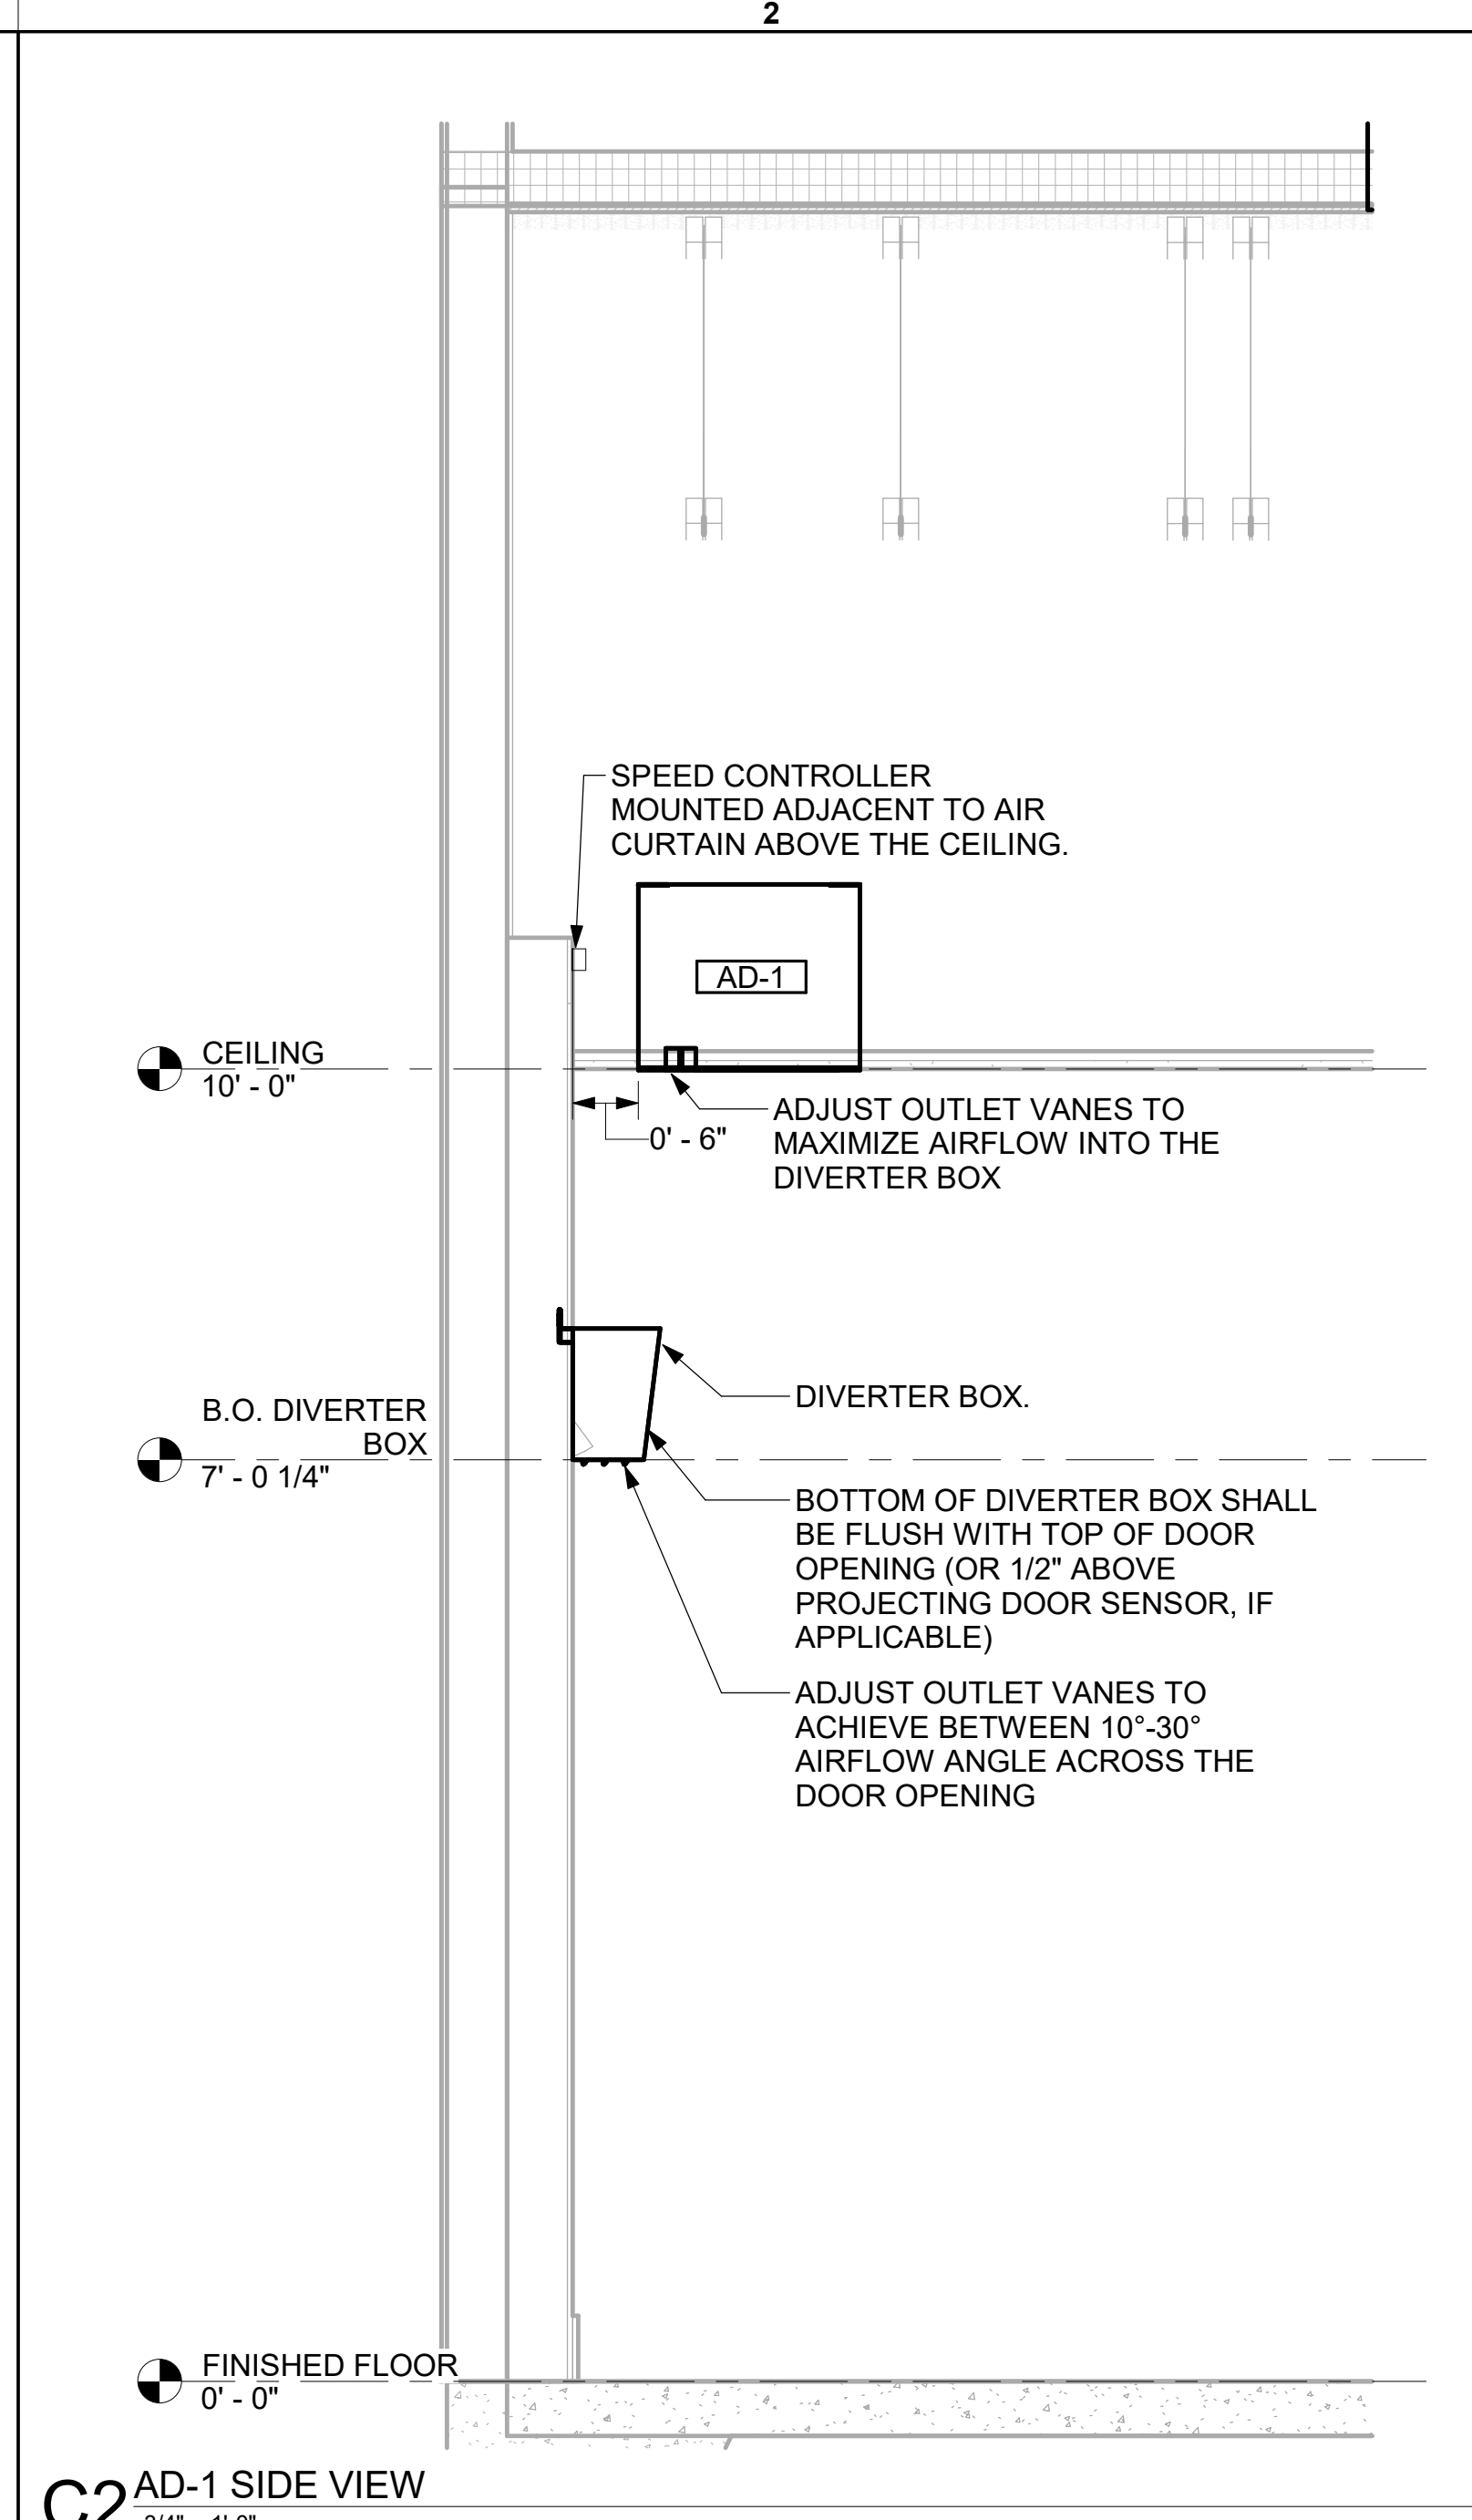 2
SPEED CONTROLLER
MOUNTED ADJACENT TO AIR
CURTAIN ABOVE THE CEILING.
AD-1
CEILING
10' - 0"
ADJUST OUTLET VANES TO
MAXIMIZE AIRFLOW INTO THE
DIVERTER BOX
0' - 6"
DIVERTER BOX.
B.O. DIVERTER
BOX
7' - 0 1/4"
BOTTOM OF DIVERTER BOX SHALL
BE FLUSH WITH TOP OF DOOR
OPENING (OR 1/2" ABOVE
PROJECTING DOOR SENSOR, IF
APPLICABLE)
ADJUST OUTLET VANES TO
ACHIEVE BETWEEN 10°-30°
AIRFLOW ANGLE ACROSS THE
DOOR OPENING
FINISHED FLOOR
0' - 0"
C2
AD-1 SIDE VIEW